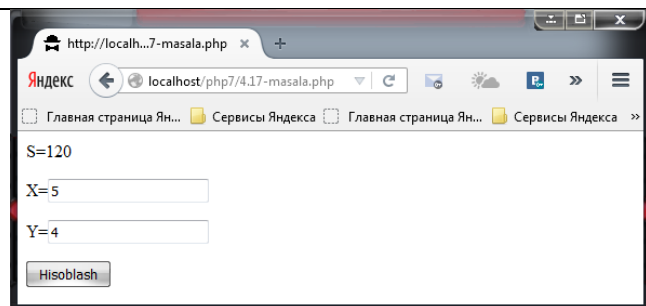 http://localh...7-masala.php × +
Яндекс localhost/php7/4.17-masala.php »
Главная страница Ян... Сервисы Яндекса Главная страница Ян... Сервисы Яндекса »
S=120
X=5
Y=4
Hisoblash